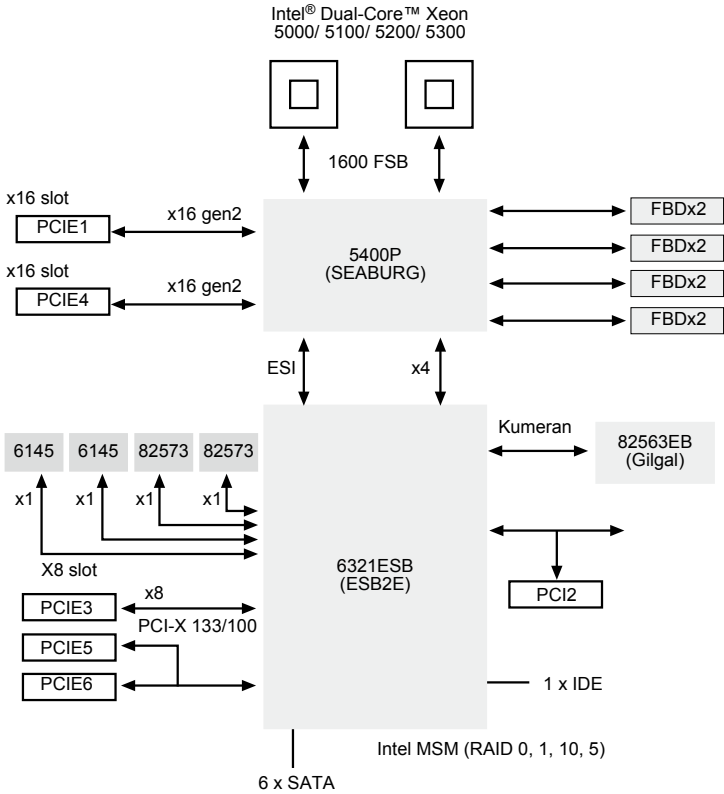 Intel® Dual-Core™ Xeon
5000/ 5100/ 5200/ 5300
1600 FSB
x16 slot
PCIE1
x16 gen2
x16 slot
PCIE4
x16 gen2
5400P
(SEABURG)
FBDx2
FBDx2
FBDx2
FBDx2
ESI
x4
6145
6145
82573
82573
x1
x1
x1
x1
Kumeran
82563EB
(Gilgal)
6321ESB
(ESB2E)
X8 slot
PCIE3
x8
PCI-X 133/100
PCIE5
PCIE6
PCI2
1 x IDE
Intel MSM (RAID 0, 1, 10, 5)
6 x SATA